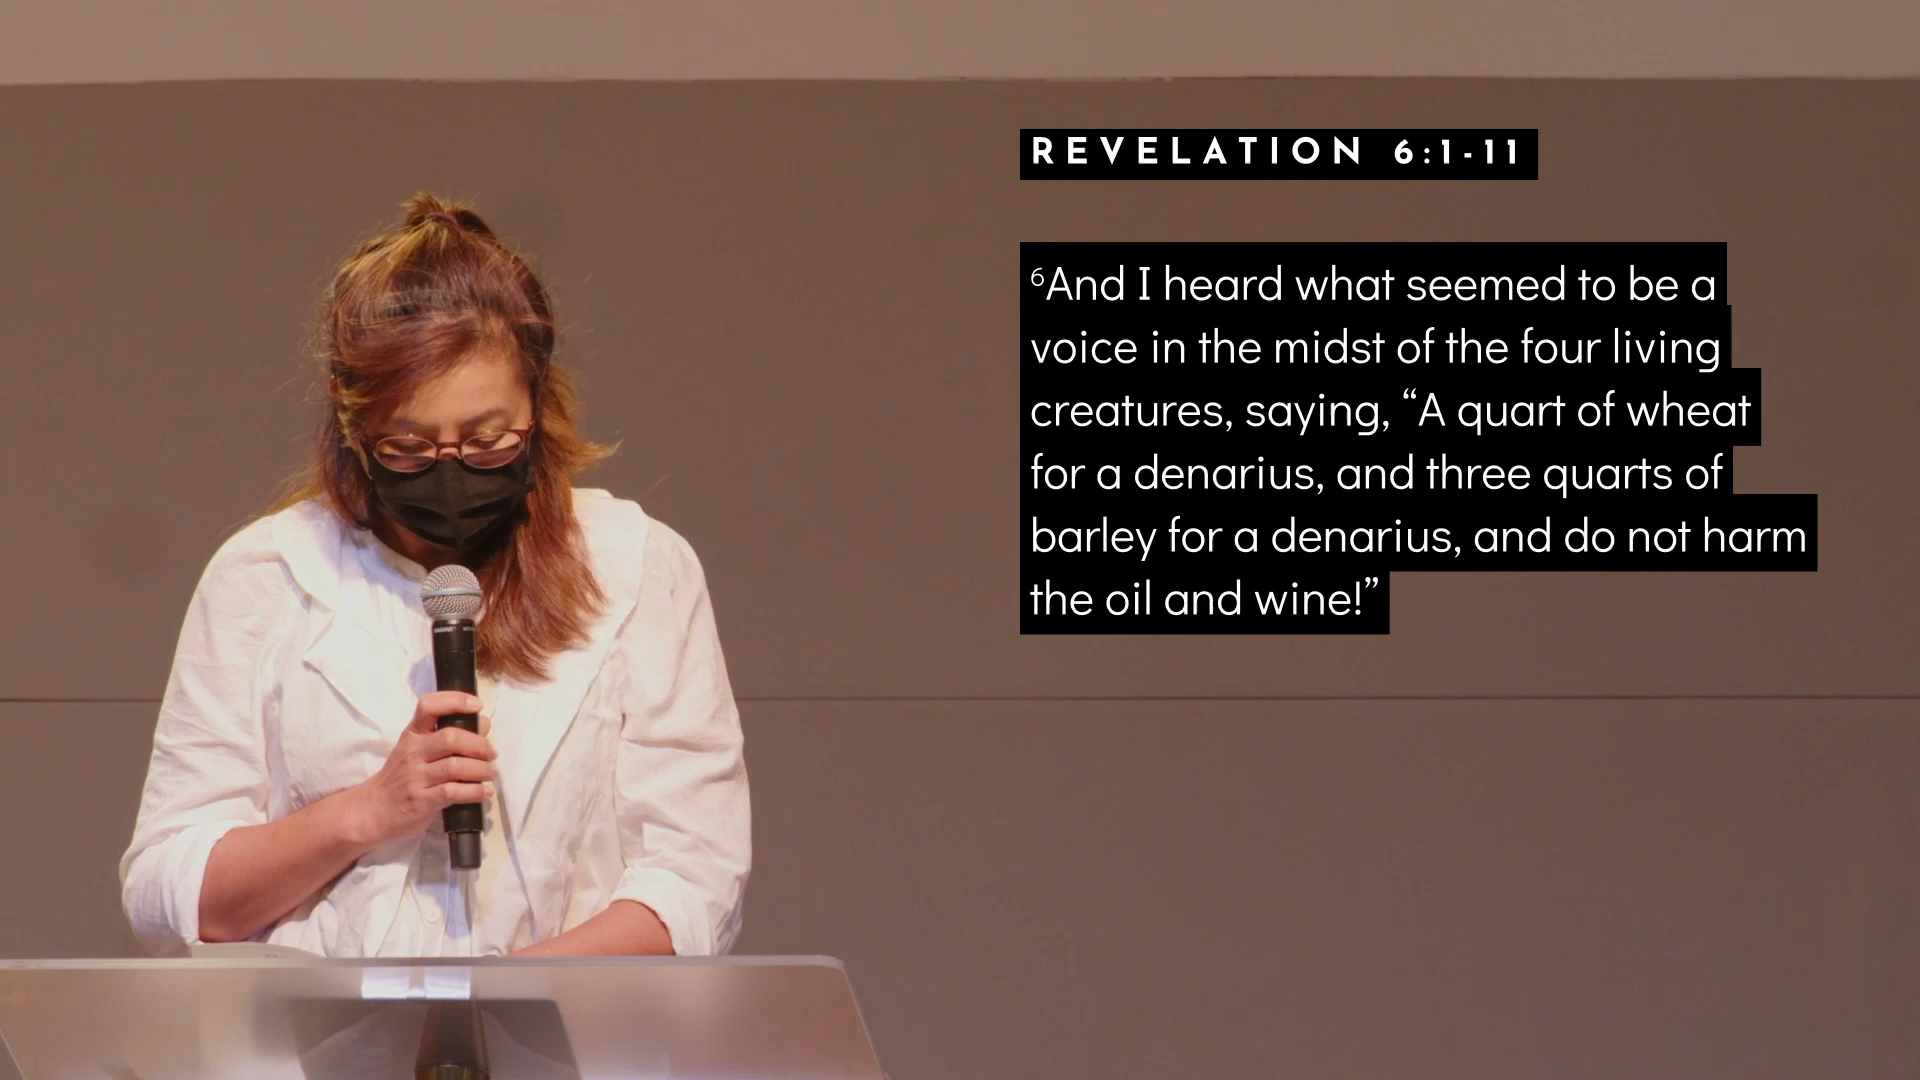 REVELATION 6:1-11
⁶And I heard what seemed to be a
voice in the midst of the four living
creatures, saying, “A quart of wheat
for a denarius, and three quarts of
barley for a denarius, and do not harm
the oil and wine!”